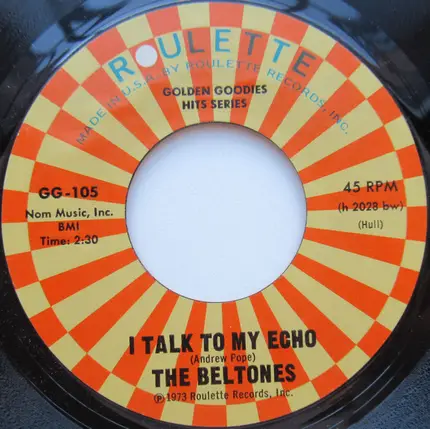 ROULETTE
MADE IN U.S.A. BY ROULETTE RECORDS, INC.
GOLDEN GOODIES
HITS SERIES
GG-105
Nom Music, Inc.
BMI
Time: 2:30
45 RPM
(h 2028 bw)
(Hull)
I TALK TO MY ECHO
(Andrew Pope)
THE BELTONES
℗1973 Roulette Records, Inc.